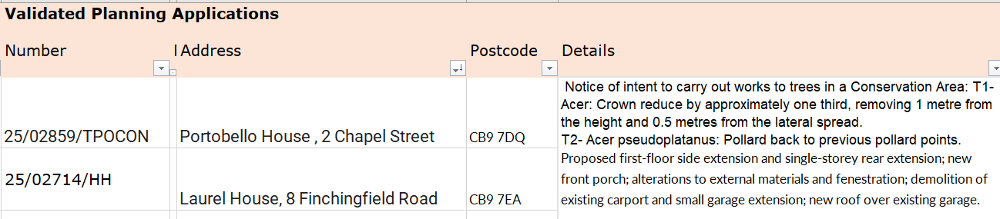 Validated Planning Applications
Number I Address Postcode Details
25/02859/TPOCON Portobello House , 2 Chapel Street CB9 7DQ
Notice of intent to carry out works to trees in a Conservation Area: T1-
Acer: Crown reduce by approximately one third, removing 1 metre from
the height and 0.5 metres from the lateral spread.
T2- Acer pseudoplatanus: Pollard back to previous pollard points.
25/02714/HH Laurel House, 8 Finchingfield Road CB9 7EA
Proposed first-floor side extension and single-storey rear extension; new
front porch; alterations to external materials and fenestration; demolition of
existing carport and small garage extension; new roof over existing garage.